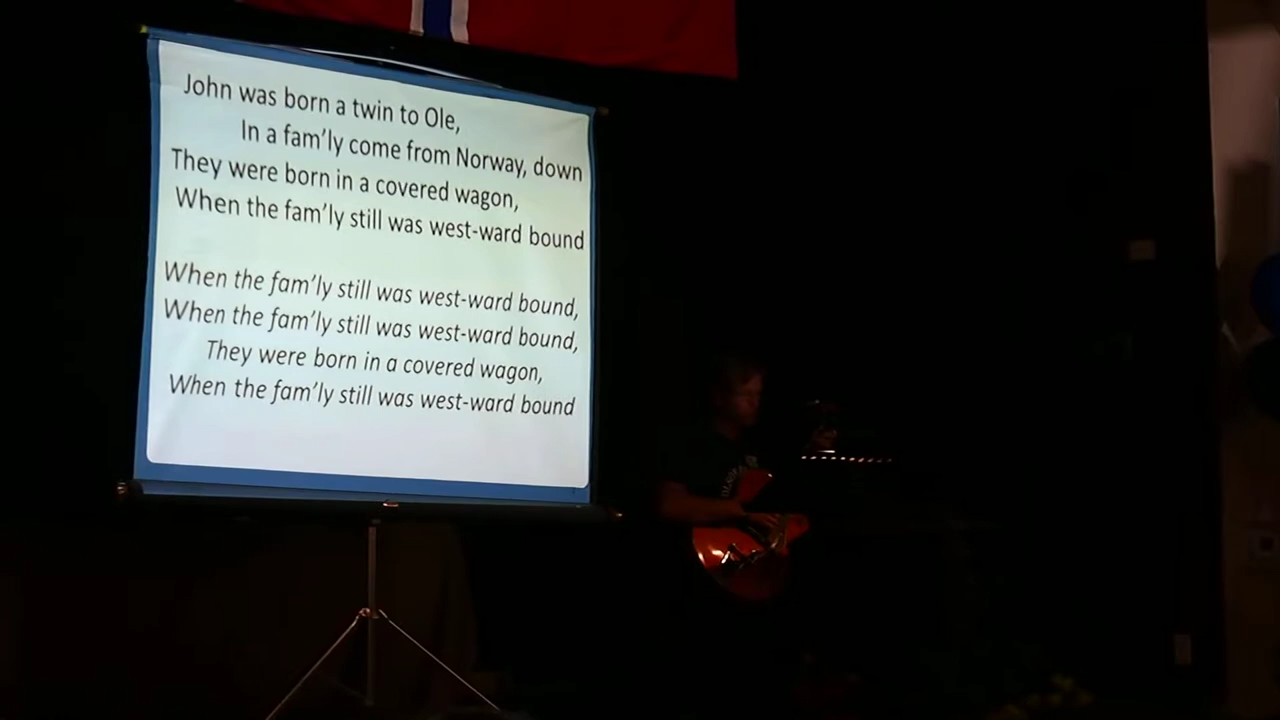 John was born a twin to Ole,
In a fam'ly come from Norway, down
They were born in a covered wagon,
When the fam'ly still was west-ward bound
When the fam'ly still was west-ward bound,
When the fam'ly still was west-ward bound,
They were born in a covered wagon,
When the fam'ly still was west-ward bound